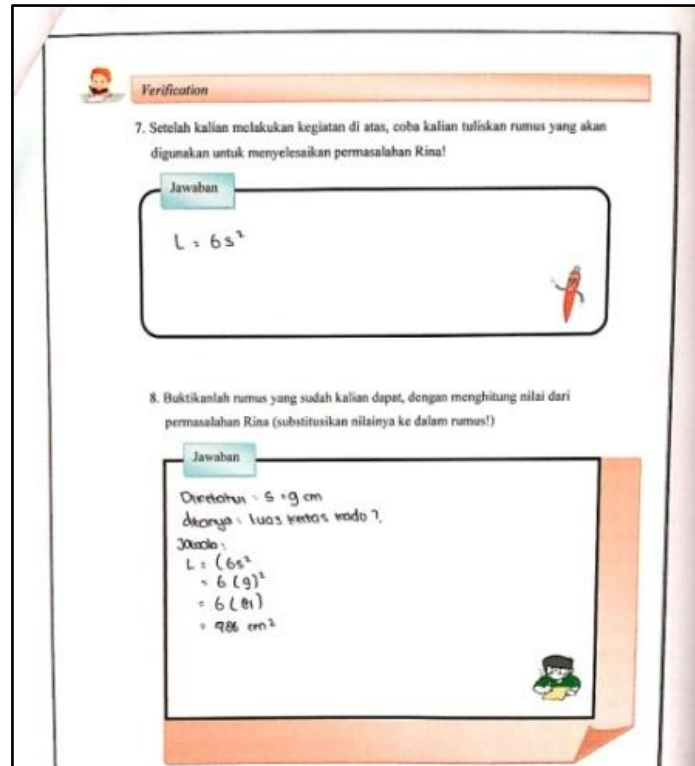 Verification
7. Setelah kalian melakukan kegiatan di atas, coba kalian tuliskan rumus yang akan
digunakan untuk menyelesaikan permasalahan Rina!
Jawaban
L = 6s²
8. Buktikanlah rumus yang sudah kalian dapat, dengan menghitung nilai dari
permasalahan Rina (substitusikan nilainya ke dalam rumus!)
Jawaban
Diketahui : S = 9 cm
ditanya : luas kertas kado ?
Jawab :
L = (6s²
= 6 (9)²
= 6 (81)
= 486 cm²